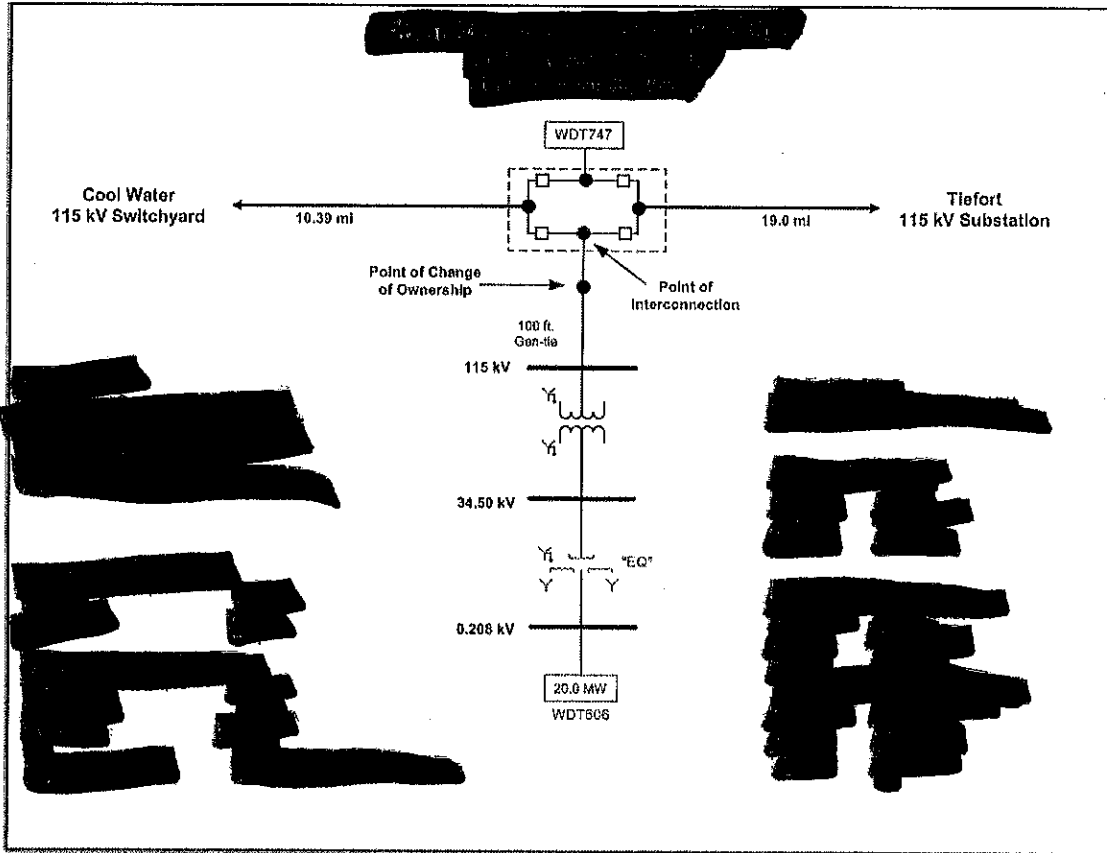 WDT747
Cool Water
115 kV Switchyard
10.39 mi
19.0 mi
Tiefort
115 kV Substation
Point of Change
of Ownership
Point of
Interconnection
100 ft.
Gen-tie
115 kV
Y
Y
34.50 kV
Y
"EQ"
Y
Y
0.208 kV
20.0 MW
WDT606